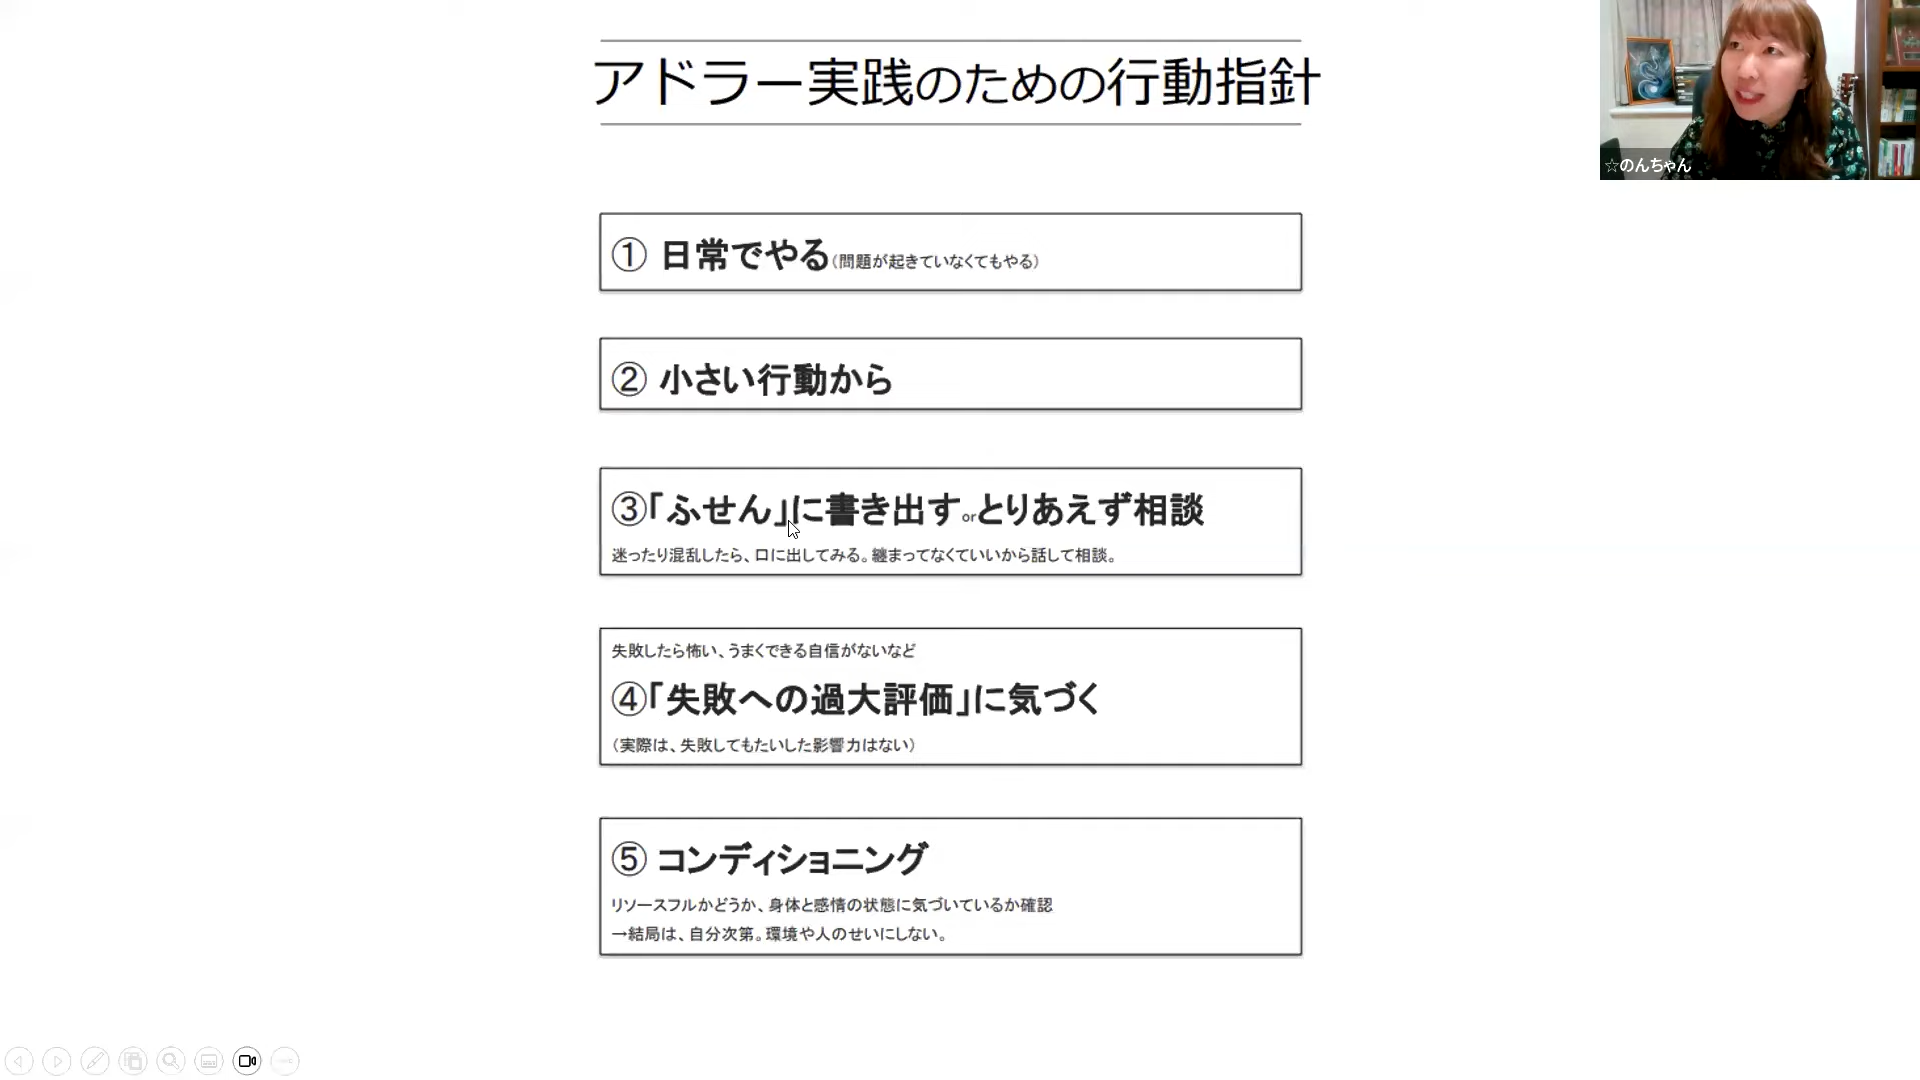 アドラー実践のための行動指針
☆のんちゃん
① 日常でやる(問題が起きていなくてもやる)
② 小さい行動から
③「ふせん」に書き出すorとりあえず相談
迷ったり混乱したら、口に出してみる。纏まってなくていいから話して相談。
失敗したら怖い、うまくできる自信がないなど
④「失敗への過大評価」に気づく
(実際は、失敗してもたいした影響力はない)
⑤ コンディショニング
リソースフルかどうか、身体と感情の状態に気づいているか確認
→結局は、自分次第。環境や人のせいにしない。